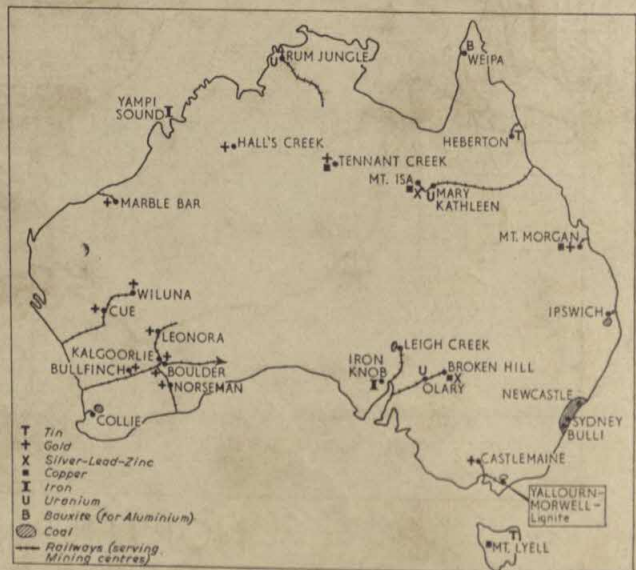 RUM JUNGLE
B
WEIPA
YAMPI
SOUND
HALL'S CREEK
HEBERTON
T
TENNANT CREEK
MT. ISA
X
U
MARY
KATHLEEN
MARBLE BAR
MT. MORGAN
WILUNA
CUE
IPSWICH
LEONORA
LEIGH CREEK
KALGOORLIE
BULLFINCH
BOULDER
IRON
KNOB
U
OLARY
BROKEN HILL
X
NORSEMAN
NEWCASTLE
COLLIE
SYDNEY
BULLI
CASTLEMAINE
YALLOURN-
MORWELL-
Lignite
T
MT. LYELL
T Tin
+ Gold
X Silver-Lead-Zinc
■ Copper
I Iron
U Uranium
B Bauxite (for Aluminium)
Coal
Railways (serving
Mining centres)